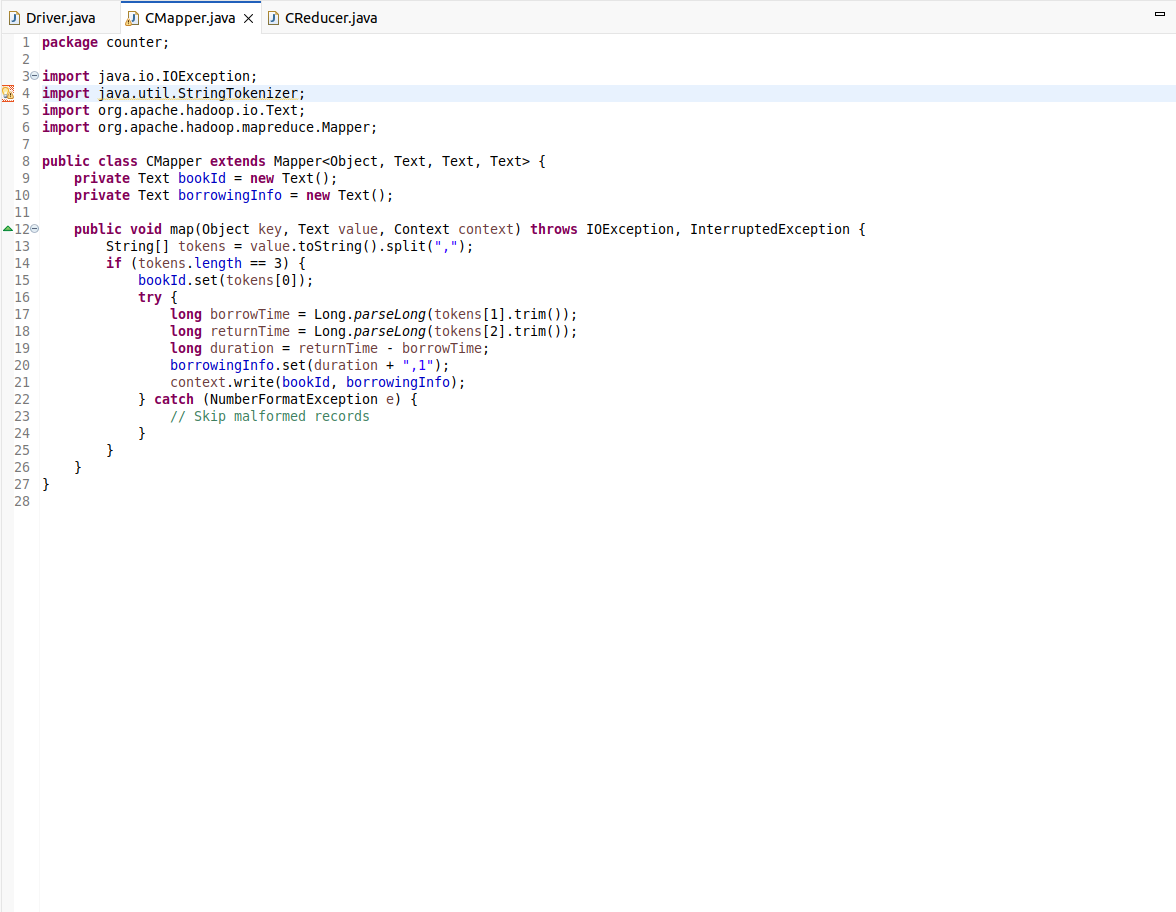 Driver.java CMapper.java CReducer.java
1 package counter;
2
3 import java.io.IOException;
4 import java.util.StringTokenizer;
5 import org.apache.hadoop.io.Text;
6 import org.apache.hadoop.mapreduce.Mapper;
7
8 public class CMapper extends Mapper<Object, Text, Text, Text> {
9     private Text bookId = new Text();
10     private Text borrowingInfo = new Text();
11
12     public void map(Object key, Text value, Context context) throws IOException, InterruptedException {
13         String[] tokens = value.toString().split(",");
14         if (tokens.length == 3) {
15             bookId.set(tokens[0]);
16             try {
17                 long borrowTime = Long.parseLong(tokens[1].trim());
18                 long returnTime = Long.parseLong(tokens[2].trim());
19                 long duration = returnTime - borrowTime;
20                 borrowingInfo.set(duration + ",1");
21                 context.write(bookId, borrowingInfo);
22             } catch (NumberFormatException e) {
23                 // Skip malformed records
24             }
25         }
26     }
27 }
28